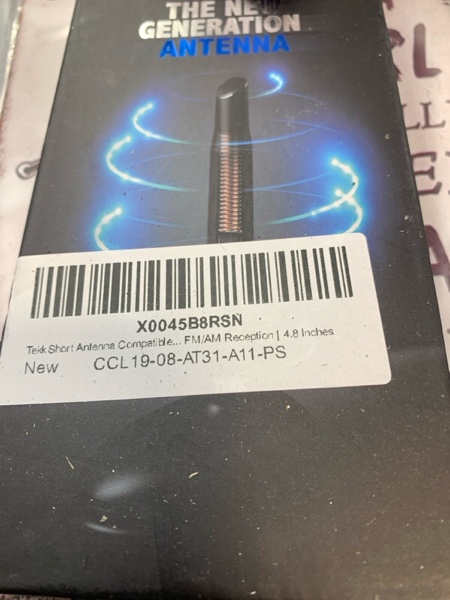 THE NEW
GENERATION
ANTENNA
X0045B8RSN
Tekk Short Antenna Compatible... FM/AM Reception | 4.8 Inches
New CCL19-08-AT31-A11-PS